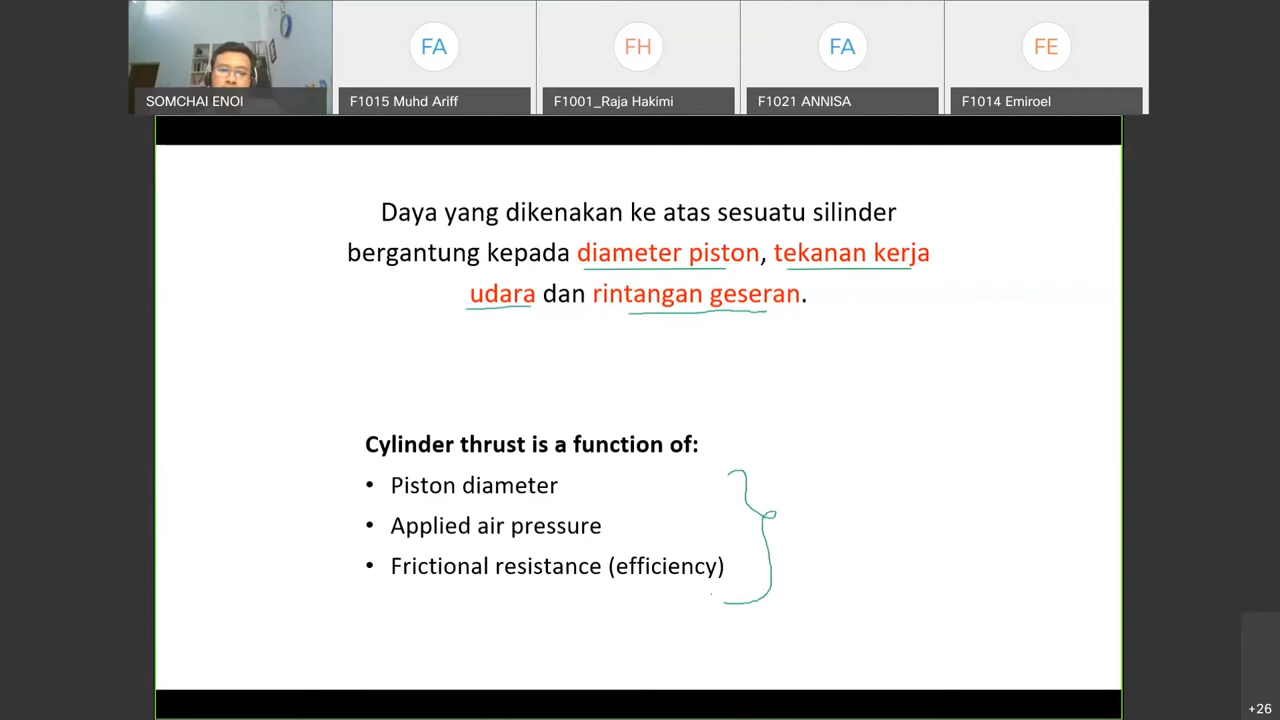 FA
FH
FA
FE
SOMCHAI ENOI
F1015 Muhd Ariff
F1001_Raja Hakimi
F1021 ANNISA
F1014 Emiroel
Daya yang dikenakan ke atas sesuatu silinder
bergantung kepada diameter piston, tekanan kerja
udara dan rintangan geseran.
Cylinder thrust is a function of:
• Piston diameter
• Applied air pressure
• Frictional resistance (efficiency)
+26